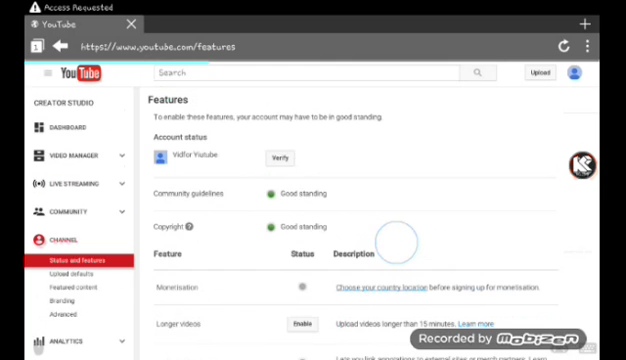 Access Requested
YouTube
1 https://www.youtube.com/features
YouTube Search Upload
CREATOR STUDIO
DASHBOARD
VIDEO MANAGER
LIVE STREAMING
COMMUNITY
CHANNEL
Status and features
Upload defaults
Featured content
Branding
Advanced
ANALYTICS
Features
To enable these features, your account may have to be in good standing.
Account status
Vidfor Yiutube Verify
Community guidelines Good standing
Copyright ? Good standing
Feature Status Description
Monetisation Choose your country location before signing up for monetisation.
Longer videos Enable Upload videos longer than 15 minutes. Learn more
Recorded by Mobizen